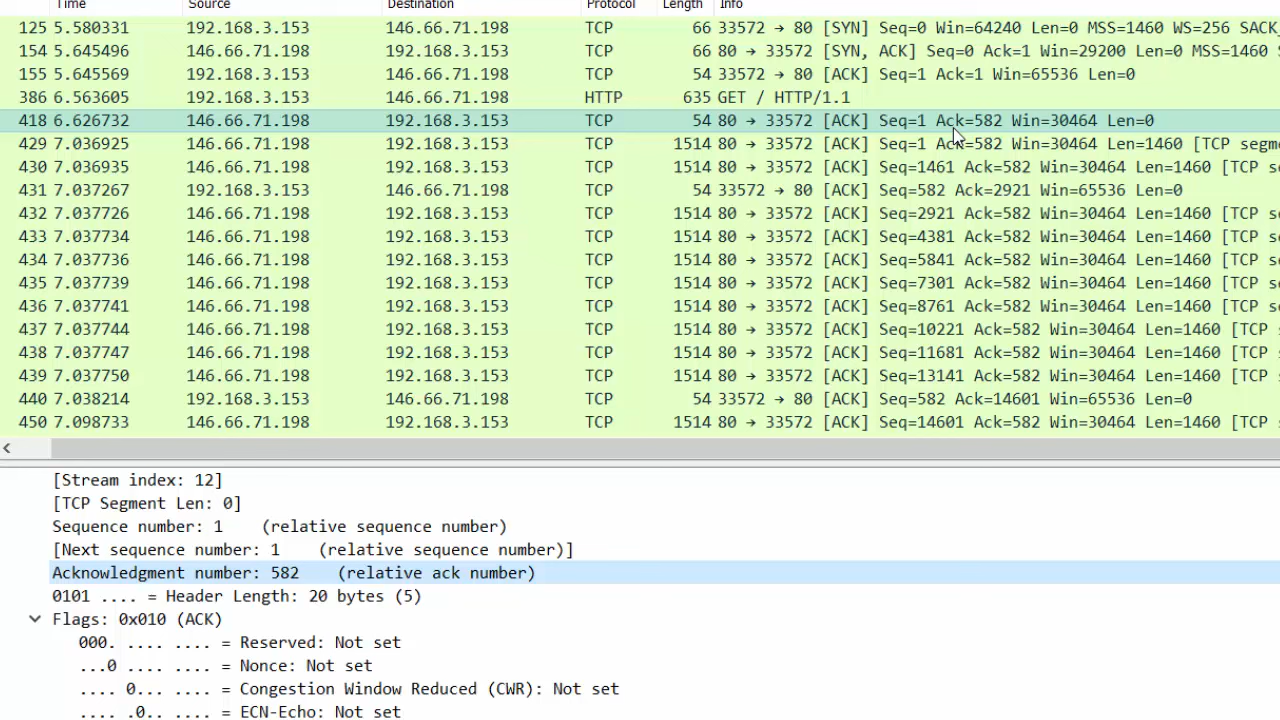 Time Source Destination Protocol Length Info
125 5.580331 192.168.3.153 146.66.71.198 TCP 66 33572 → 80 [SYN] Seq=0 Win=64240 Len=0 MSS=1460 WS=256 SACK_
154 5.645496 146.66.71.198 192.168.3.153 TCP 66 80 → 33572 [SYN, ACK] Seq=0 Ack=1 Win=29200 Len=0 MSS=1460 S
155 5.645569 192.168.3.153 146.66.71.198 TCP 54 33572 → 80 [ACK] Seq=1 Ack=1 Win=65536 Len=0
386 6.563605 192.168.3.153 146.66.71.198 HTTP 635 GET / HTTP/1.1
418 6.626732 146.66.71.198 192.168.3.153 TCP 54 80 → 33572 [ACK] Seq=1 Ack=582 Win=30464 Len=0
429 7.036925 146.66.71.198 192.168.3.153 TCP 1514 80 → 33572 [ACK] Seq=1 Ack=582 Win=30464 Len=1460 [TCP segme
430 7.036935 146.66.71.198 192.168.3.153 TCP 1514 80 → 33572 [ACK] Seq=1461 Ack=582 Win=30464 Len=1460 [TCP se
431 7.037267 192.168.3.153 146.66.71.198 TCP 54 33572 → 80 [ACK] Seq=582 Ack=2921 Win=65536 Len=0
432 7.037726 146.66.71.198 192.168.3.153 TCP 1514 80 → 33572 [ACK] Seq=2921 Ack=582 Win=30464 Len=1460 [TCP se
433 7.037734 146.66.71.198 192.168.3.153 TCP 1514 80 → 33572 [ACK] Seq=4381 Ack=582 Win=30464 Len=1460 [TCP se
434 7.037736 146.66.71.198 192.168.3.153 TCP 1514 80 → 33572 [ACK] Seq=5841 Ack=582 Win=30464 Len=1460 [TCP se
435 7.037739 146.66.71.198 192.168.3.153 TCP 1514 80 → 33572 [ACK] Seq=7301 Ack=582 Win=30464 Len=1460 [TCP se
436 7.037741 146.66.71.198 192.168.3.153 TCP 1514 80 → 33572 [ACK] Seq=8761 Ack=582 Win=30464 Len=1460 [TCP se
437 7.037744 146.66.71.198 192.168.3.153 TCP 1514 80 → 33572 [ACK] Seq=10221 Ack=582 Win=30464 Len=1460 [TCP s
438 7.037747 146.66.71.198 192.168.3.153 TCP 1514 80 → 33572 [ACK] Seq=11681 Ack=582 Win=30464 Len=1460 [TCP s
439 7.037750 146.66.71.198 192.168.3.153 TCP 1514 80 → 33572 [ACK] Seq=13141 Ack=582 Win=30464 Len=1460 [TCP s
440 7.038214 192.168.3.153 146.66.71.198 TCP 54 33572 → 80 [ACK] Seq=582 Ack=14601 Win=65536 Len=0
450 7.098733 146.66.71.198 192.168.3.153 TCP 1514 80 → 33572 [ACK] Seq=14601 Ack=582 Win=30464 Len=1460 [TCP s
[Stream index: 12]
[TCP Segment Len: 0]
Sequence number: 1 (relative sequence number)
[Next sequence number: 1 (relative sequence number)]
Acknowledgment number: 582 (relative ack number)
0101 .... = Header Length: 20 bytes (5)
Flags: 0x010 (ACK)
000. .... .... = Reserved: Not set
...0 .... .... = Nonce: Not set
.... 0... .... = Congestion Window Reduced (CWR): Not set
.... .0.. .... = ECN-Echo: Not set